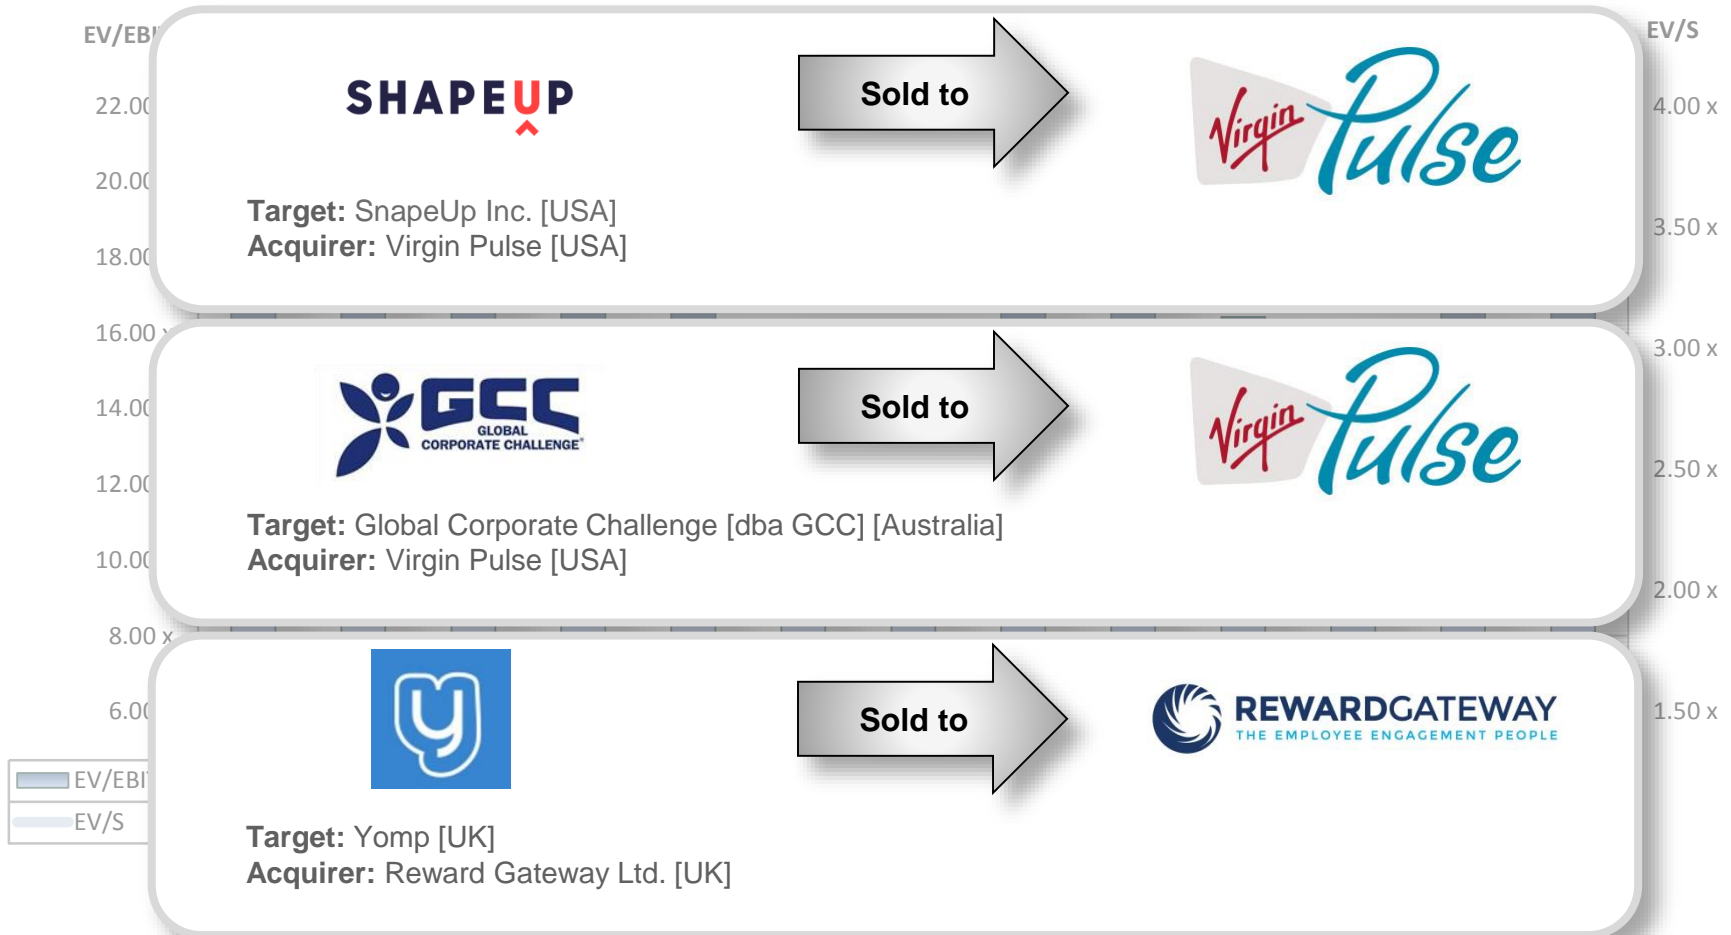 EV/EBI
EV/S
SHAPEUP
Sold to
Virgin Pulse
22.00
4.00 x
20.00
Target: SnapeUp Inc. [USA]
3.50 x
Acquirer: Virgin Pulse [USA]
18.00
16.00 x
3.00 x
GCC
GLOBAL
CORPORATE CHALLENGE
Sold to
Virgin Pulse
14.00
2.50 x
12.00
Target: Global Corporate Challenge [dba GCC] [Australia]
Acquirer: Virgin Pulse [USA]
10.00
2.00 x
8.00 x
y
Sold to
REWARDGATEWAY
THE EMPLOYEE ENGAGEMENT PEOPLE
6.00
1.50 x
EV/EBI
EV/S
Target: Yomp [UK]
Acquirer: Reward Gateway Ltd. [UK]